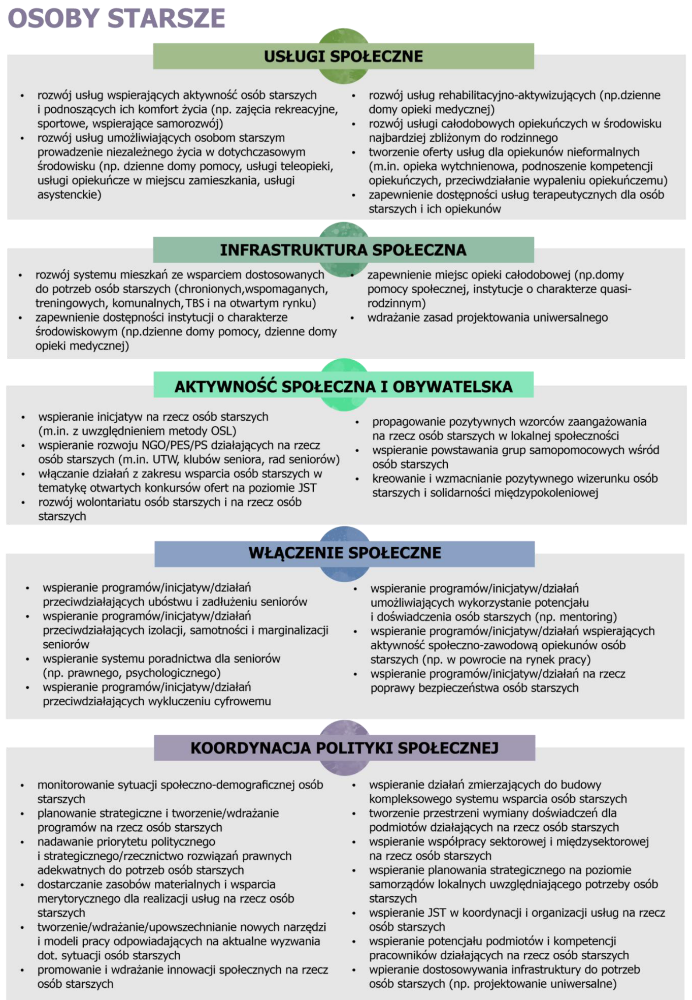 OSOBY STARSZE
USŁUGI SPOŁECZNE
• rozwój usług wspierających aktywność osób starszych
i podnoszących ich komfort życia (np. zajęcia rekreacyjne,
sportowe, wspierające samorozwój)
• rozwój usług umożliwiających osobom starszym
prowadzenie niezależnego życia w dotychczasowym
środowisku (np. dzienne domy pomocy, usługi teleopieki,
usługi opiekuńcze w miejscu zamieszkania, usługi
asystenckie)
• rozwój usług rehabilitacyjno-aktywizujących (np.dzienne
domy opieki medycznej)
• rozwój usługi całodobowych opiekuńczych w środowisku
najbardziej zbliżonym do rodzinnego
• tworzenie oferty usług dla opiekunów nieformalnych
(m.in. opieka wytchnieniowa, podnoszenie kompetencji
opiekuńczych, przeciwdziałanie wypaleniu opiekuńczemu)
• zapewnienie dostępności usług terapeutycznych dla osób
starszych i ich opiekunów
INFRASTRUKTURA SPOŁECZNA
• rozwój systemu mieszkań ze wsparciem dostosowanych
do potrzeb osób starszych (chronionych,wspomaganych,
treningowych, komunalnych, TBS i na otwartym rynku)
• zapewnienie dostępności instytucji o charakterze
środowiskowym (np.dzienne domy pomocy, dzienne domy
opieki medycznej)
• zapewnienie miejsc opieki całodobowej (np.domy
pomocy społecznej, instytucje o charakterze quasi-
rodzinnym)
• wdrażanie zasad projektowania uniwersalnego
AKTYWNOŚĆ SPOŁECZNA I OBYWATELSKA
• wspieranie inicjatyw na rzecz osób starszych
(m.in. z uwzględnieniem metody OSL)
• wspieranie rozwoju NGO/PES/PS działających na rzecz
osób starszych (m.in. UTW, klubów seniora, rad seniorów)
• włączanie działań z zakresu wsparcia osób starszych w
tematykę otwartych konkursów ofert na poziomie JST
• rozwój wolontariatu osób starszych i na rzecz osób
starszych
• propagowanie pozytywnych wzorców zaangażowania
na rzecz osób starszych w lokalnej społeczności
• wspieranie powstawania grup samopomocowych wśród
osób starszych
• kreowanie i wzmacnianie pozytywnego wizerunku osób
starszych i solidarności międzypokoleniowej
WŁĄCZENIE SPOŁECZNE
• wspieranie programów/inicjatyw/działań
przeciwdziałających ubóstwu i zadłużeniu seniorów
• wspieranie programów/inicjatyw/działań
przeciwdziałających izolacji, samotności i marginalizacji
seniorów
• wspieranie systemu poradnictwa dla seniorów
(np. prawnego, psychologicznego)
• wspieranie programów/inicjatyw/działań
przeciwdziałających wykluczeniu cyfrowemu
• wspieranie programów/inicjatyw/działań
umożliwiających wykorzystanie potencjału
i doświadczenia osób starszych (np. mentoring)
• wspieranie programów/inicjatyw/działań wspierających
aktywność społeczno-zawodową opiekunów osób
starszych (np. w powrocie na rynek pracy)
• wspieranie programów/inicjatyw/działań na rzecz
poprawy bezpieczeństwa osób starszych
KOORDYNACJA POLITYKI SPOŁECZNEJ
• monitorowanie sytuacji społeczno-demograficznej osób
starszych
• planowanie strategiczne i tworzenie/wdrażanie
programów na rzecz osób starszych
• nadawanie priorytetu politycznego
i strategicznego/rzecznictwo rozwiązań prawnych
adekwatnych do potrzeb osób starszych
• dostarczanie zasobów materialnych i wsparcia
merytorycznego dla realizacji usług na rzecz osób
starszych
• tworzenie/wdrażanie/upowszechnianie nowych narzędzi
i modeli pracy odpowiadających na aktualne wyzwania
dot. sytuacji osób starszych
• promowanie i wdrażanie innowacji społecznych na rzecz
osób starszych
• wspieranie działań zmierzających do budowy
kompleksowego systemu wsparcia osób starszych
• tworzenie przestrzeni wymiany doświadczeń dla
podmiotów działających na rzecz osób starszych
• wspieranie współpracy sektorowej i międzysektorowej
na rzecz osób starszych
• wspieranie planowania strategicznego na poziomie
samorządów lokalnych uwzględniającego potrzeby osób
starszych
• wspieranie JST w koordynacji i organizacji usług na rzecz
osób starszych
• wspieranie potencjału podmiotów i kompetencji
pracowników działających na rzecz osób starszych
• wpieranie dostosowywania infrastruktury do potrzeb
osób starszych (np. projektowanie uniwersalne)